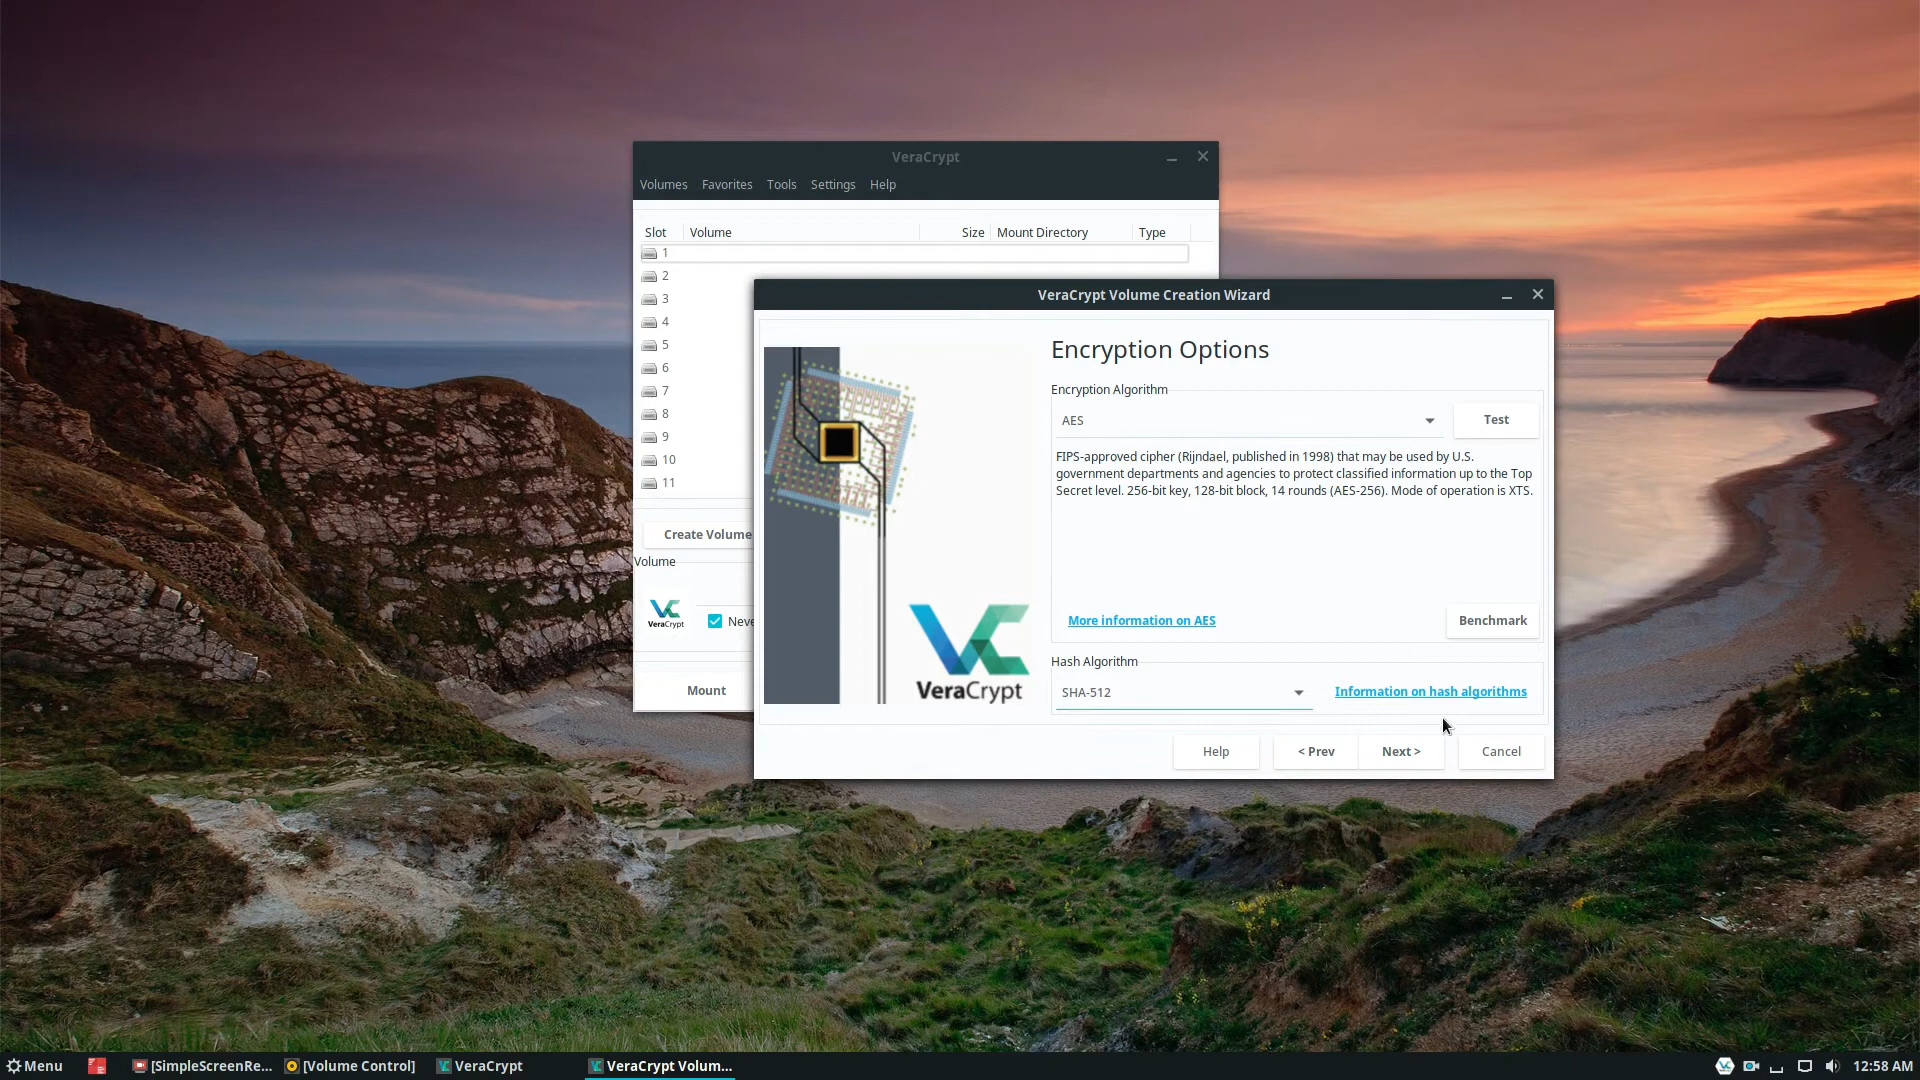 VeraCrypt
Volumes Favorites Tools Settings Help
Slot Volume Size Mount Directory Type
1
2
3
4
5
6
7
8
9
10
11
Create Volume
Volume
VeraCrypt
Neve
Mount
VeraCrypt Volume Creation Wizard
VeraCrypt
Encryption Options
Encryption Algorithm
AES Test
FIPS-approved cipher (Rijndael, published in 1998) that may be used by U.S.
government departments and agencies to protect classified information up to the Top
Secret level. 256-bit key, 128-bit block, 14 rounds (AES-256). Mode of operation is XTS.
More information on AES Benchmark
Hash Algorithm
SHA-512 Information on hash algorithms
Help < Prev Next > Cancel
Menu [SimpleScreenRe... [Volume Control] VeraCrypt VeraCrypt Volum... 12:58 AM